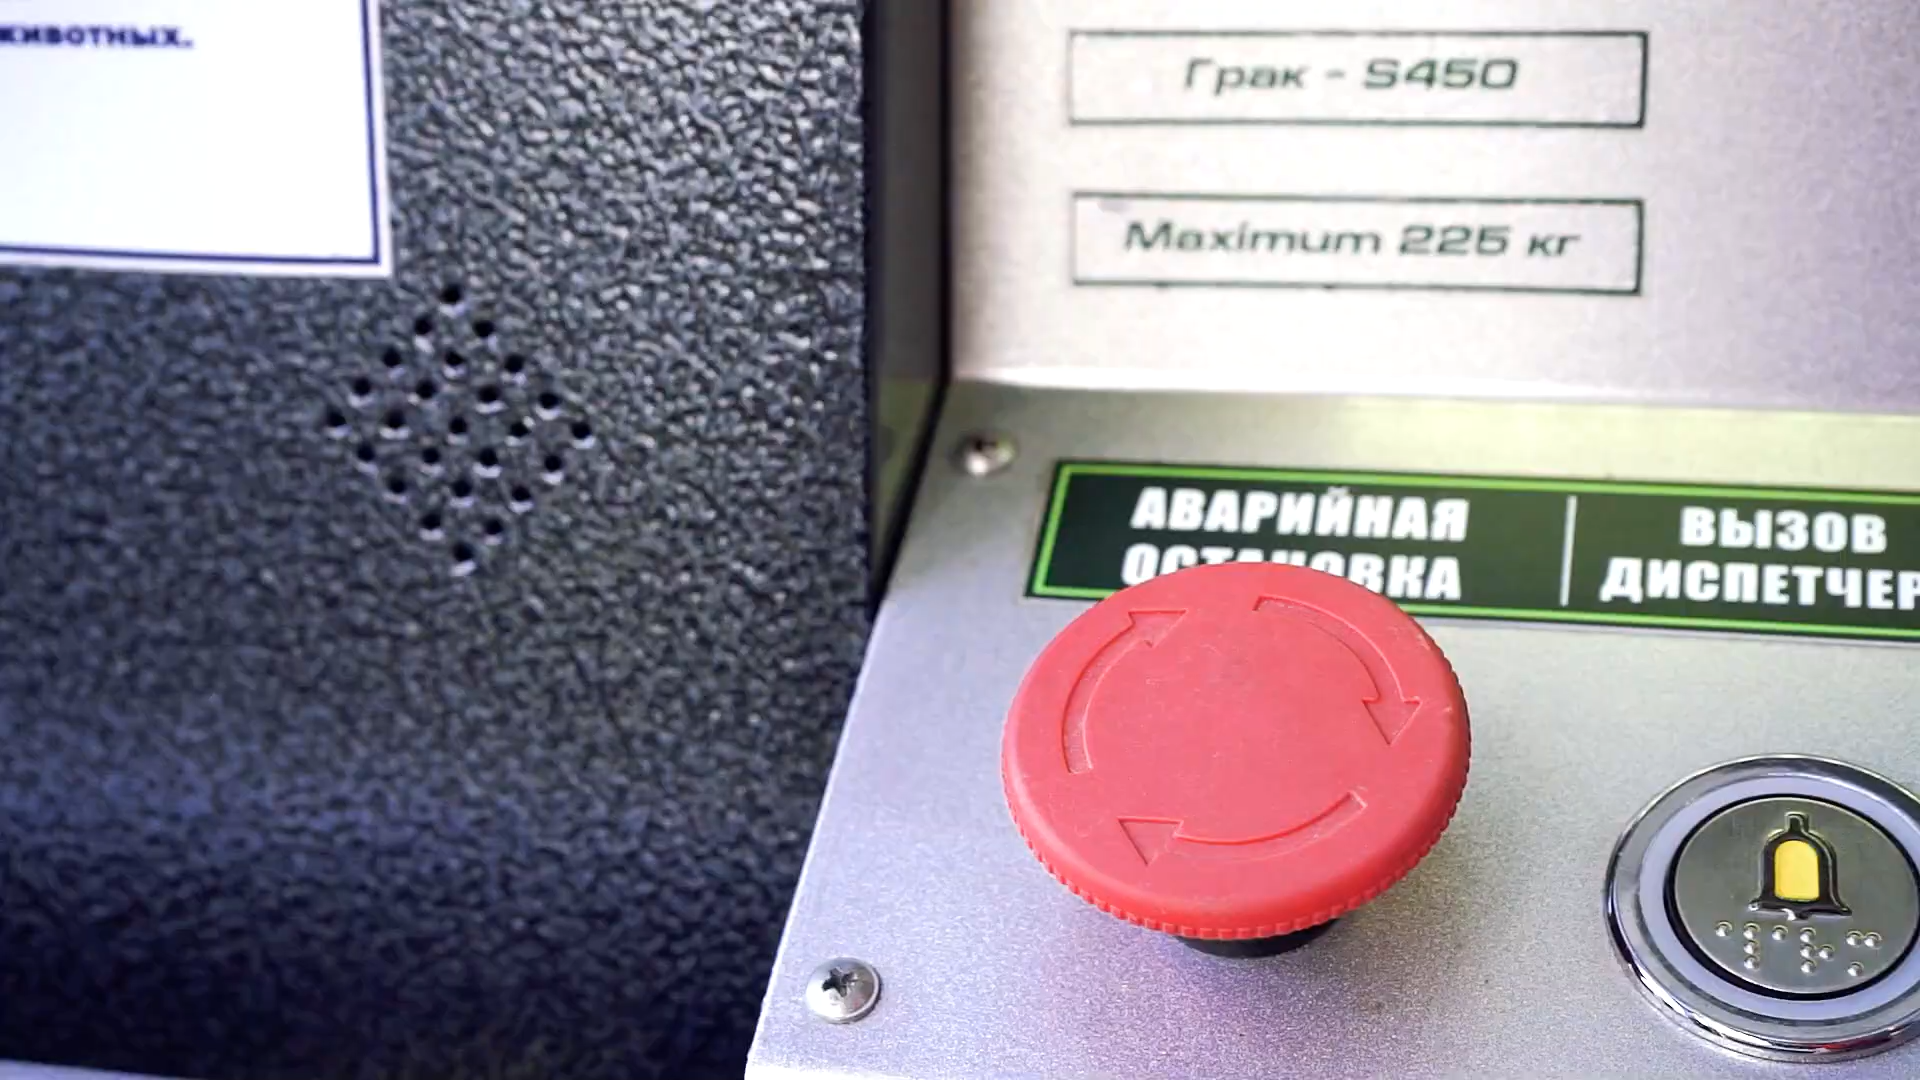 животных.
Грак - S450
Maximum 225 кг
АВАРИЙНАЯ
ОСТАНОВКА
ВЫЗОВ
ДИСПЕТЧЕР